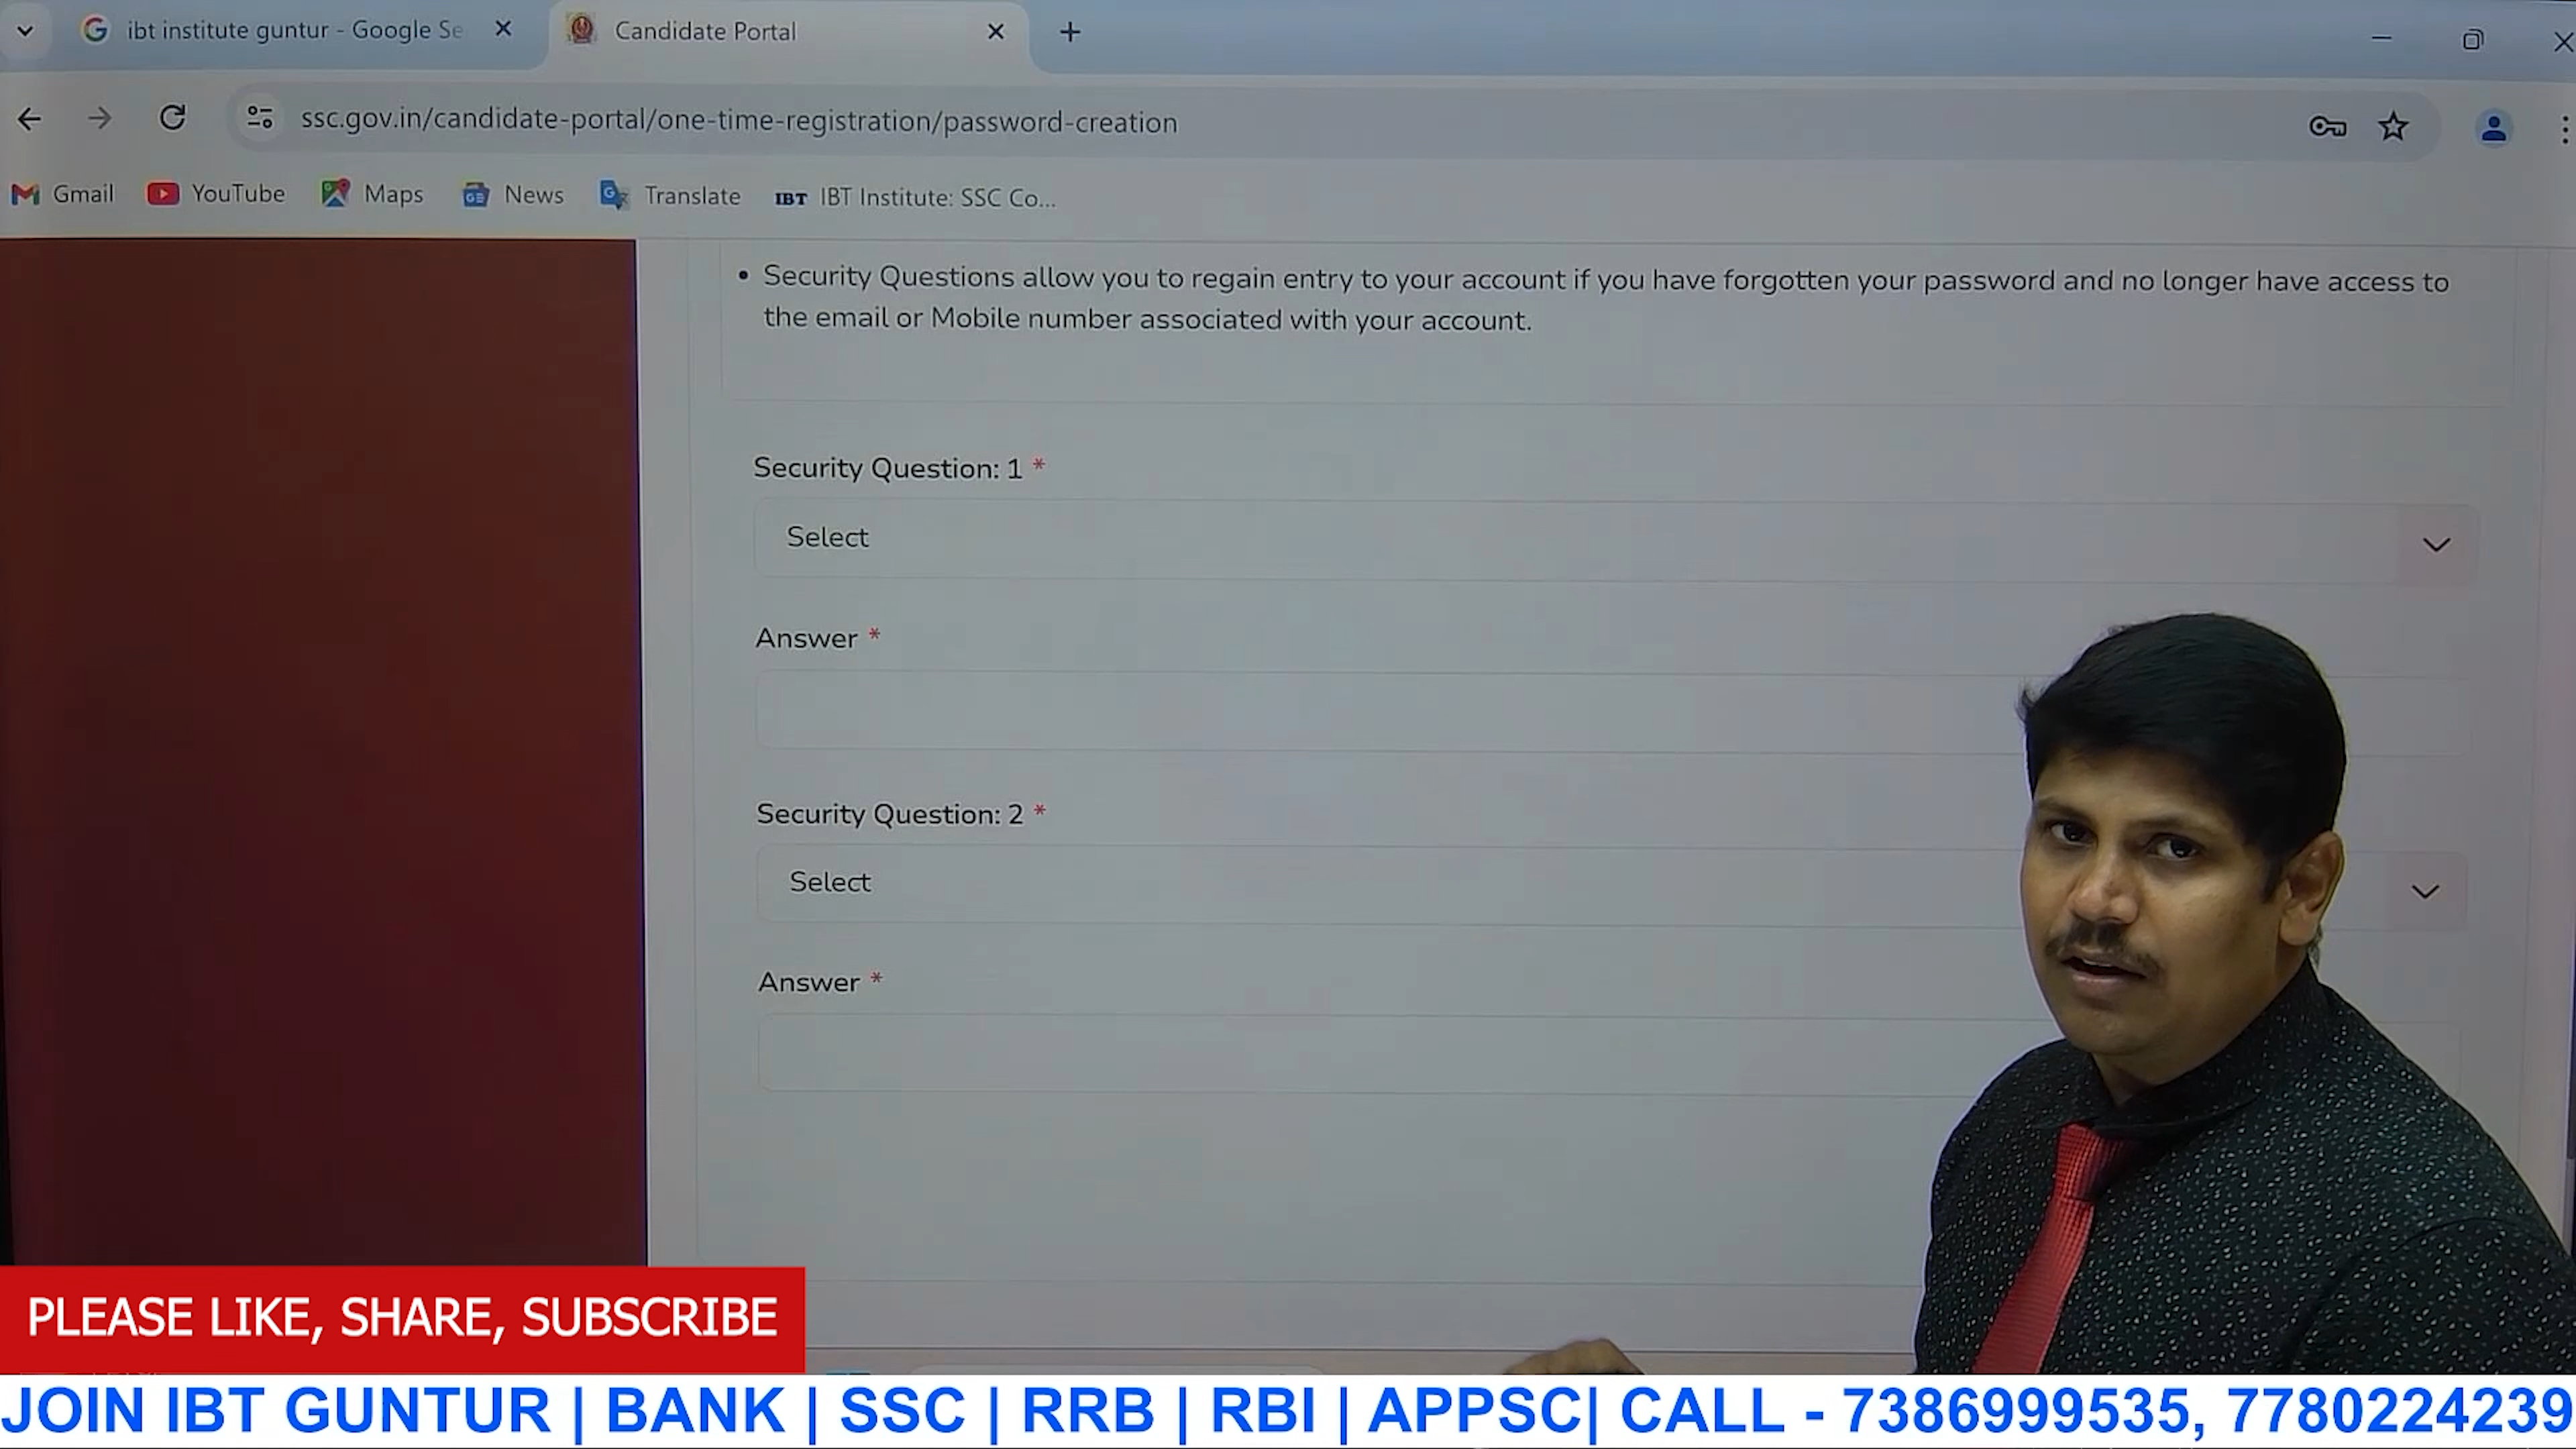 ibt institute guntur - Google Se
Candidate Portal
ssc.gov.in/candidate-portal/one-time-registration/password-creation
Gmail
YouTube
Maps
News
Translate
IBT IBT Institute: SSC Co...
• Security Questions allow you to regain entry to your account if you have forgotten your password and no longer have access to
the email or Mobile number associated with your account.
Security Question: 1 *
Select
Answer *
Security Question: 2 *
Select
Answer *
PLEASE LIKE, SHARE, SUBSCRIBE
JOIN IBT GUNTUR | BANK | SSC | RRB | RBI | APPSC| CALL - 7386999535, 7780224239